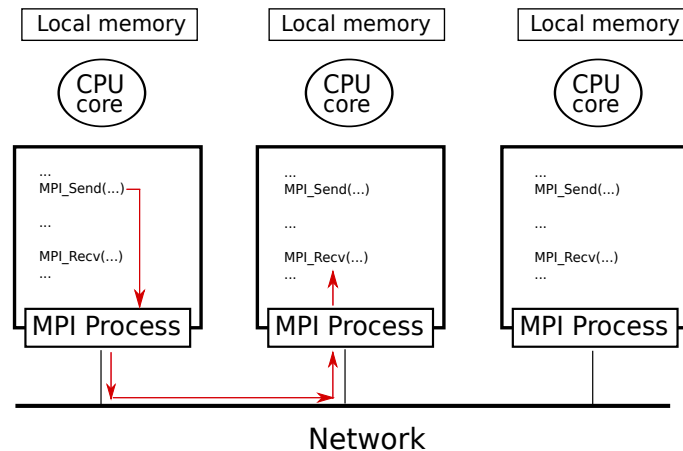 Local memory
Local memory
Local memory
CPU
core
CPU
core
CPU
core
...
MPI_Send(...)
...
MPI_Recv(...)
...
MPI Process
...
MPI_Send(...)
...
MPI_Recv(...)
...
MPI Process
...
MPI_Send(...)
...
MPI_Recv(...)
...
MPI Process
Network